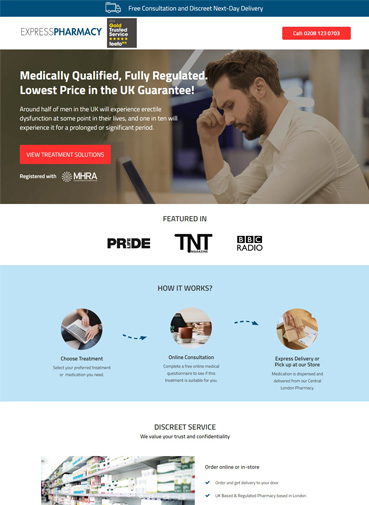 Free Consultation and Discreet Next-Day Delivery
EXPRESSPHARMACY
Gold
Trusted
Service
feefo
Call: 0208 123 0703
Medically Qualified, Fully Regulated.
Lowest Price in the UK Guarantee!
Around half of men in the UK will experience erectile
dysfunction at some point in their lives, and one in ten will
experience it for a prolonged or significant period.
VIEW TREATMENT SOLUTIONS
Registered with MHRA
FEATURED IN
PRIDE
TNT
MAGAZINE
BBC
RADIO
HOW IT WORKS?
Choose Treatment
Select your preferred treatment
or medication you need.
Online Consultation
Complete a free online medical
questionnaire to see if this
treatment is suitable for you.
Express Delivery or
Pick up at our Store
Medication is dispensed and
delivered from our Central
London Pharmacy.
DISCREET SERVICE
We value your trust and confidentiality
Order online or in-store
Order and get delivery to your door
UK Based & Regulated Pharmacy based in London